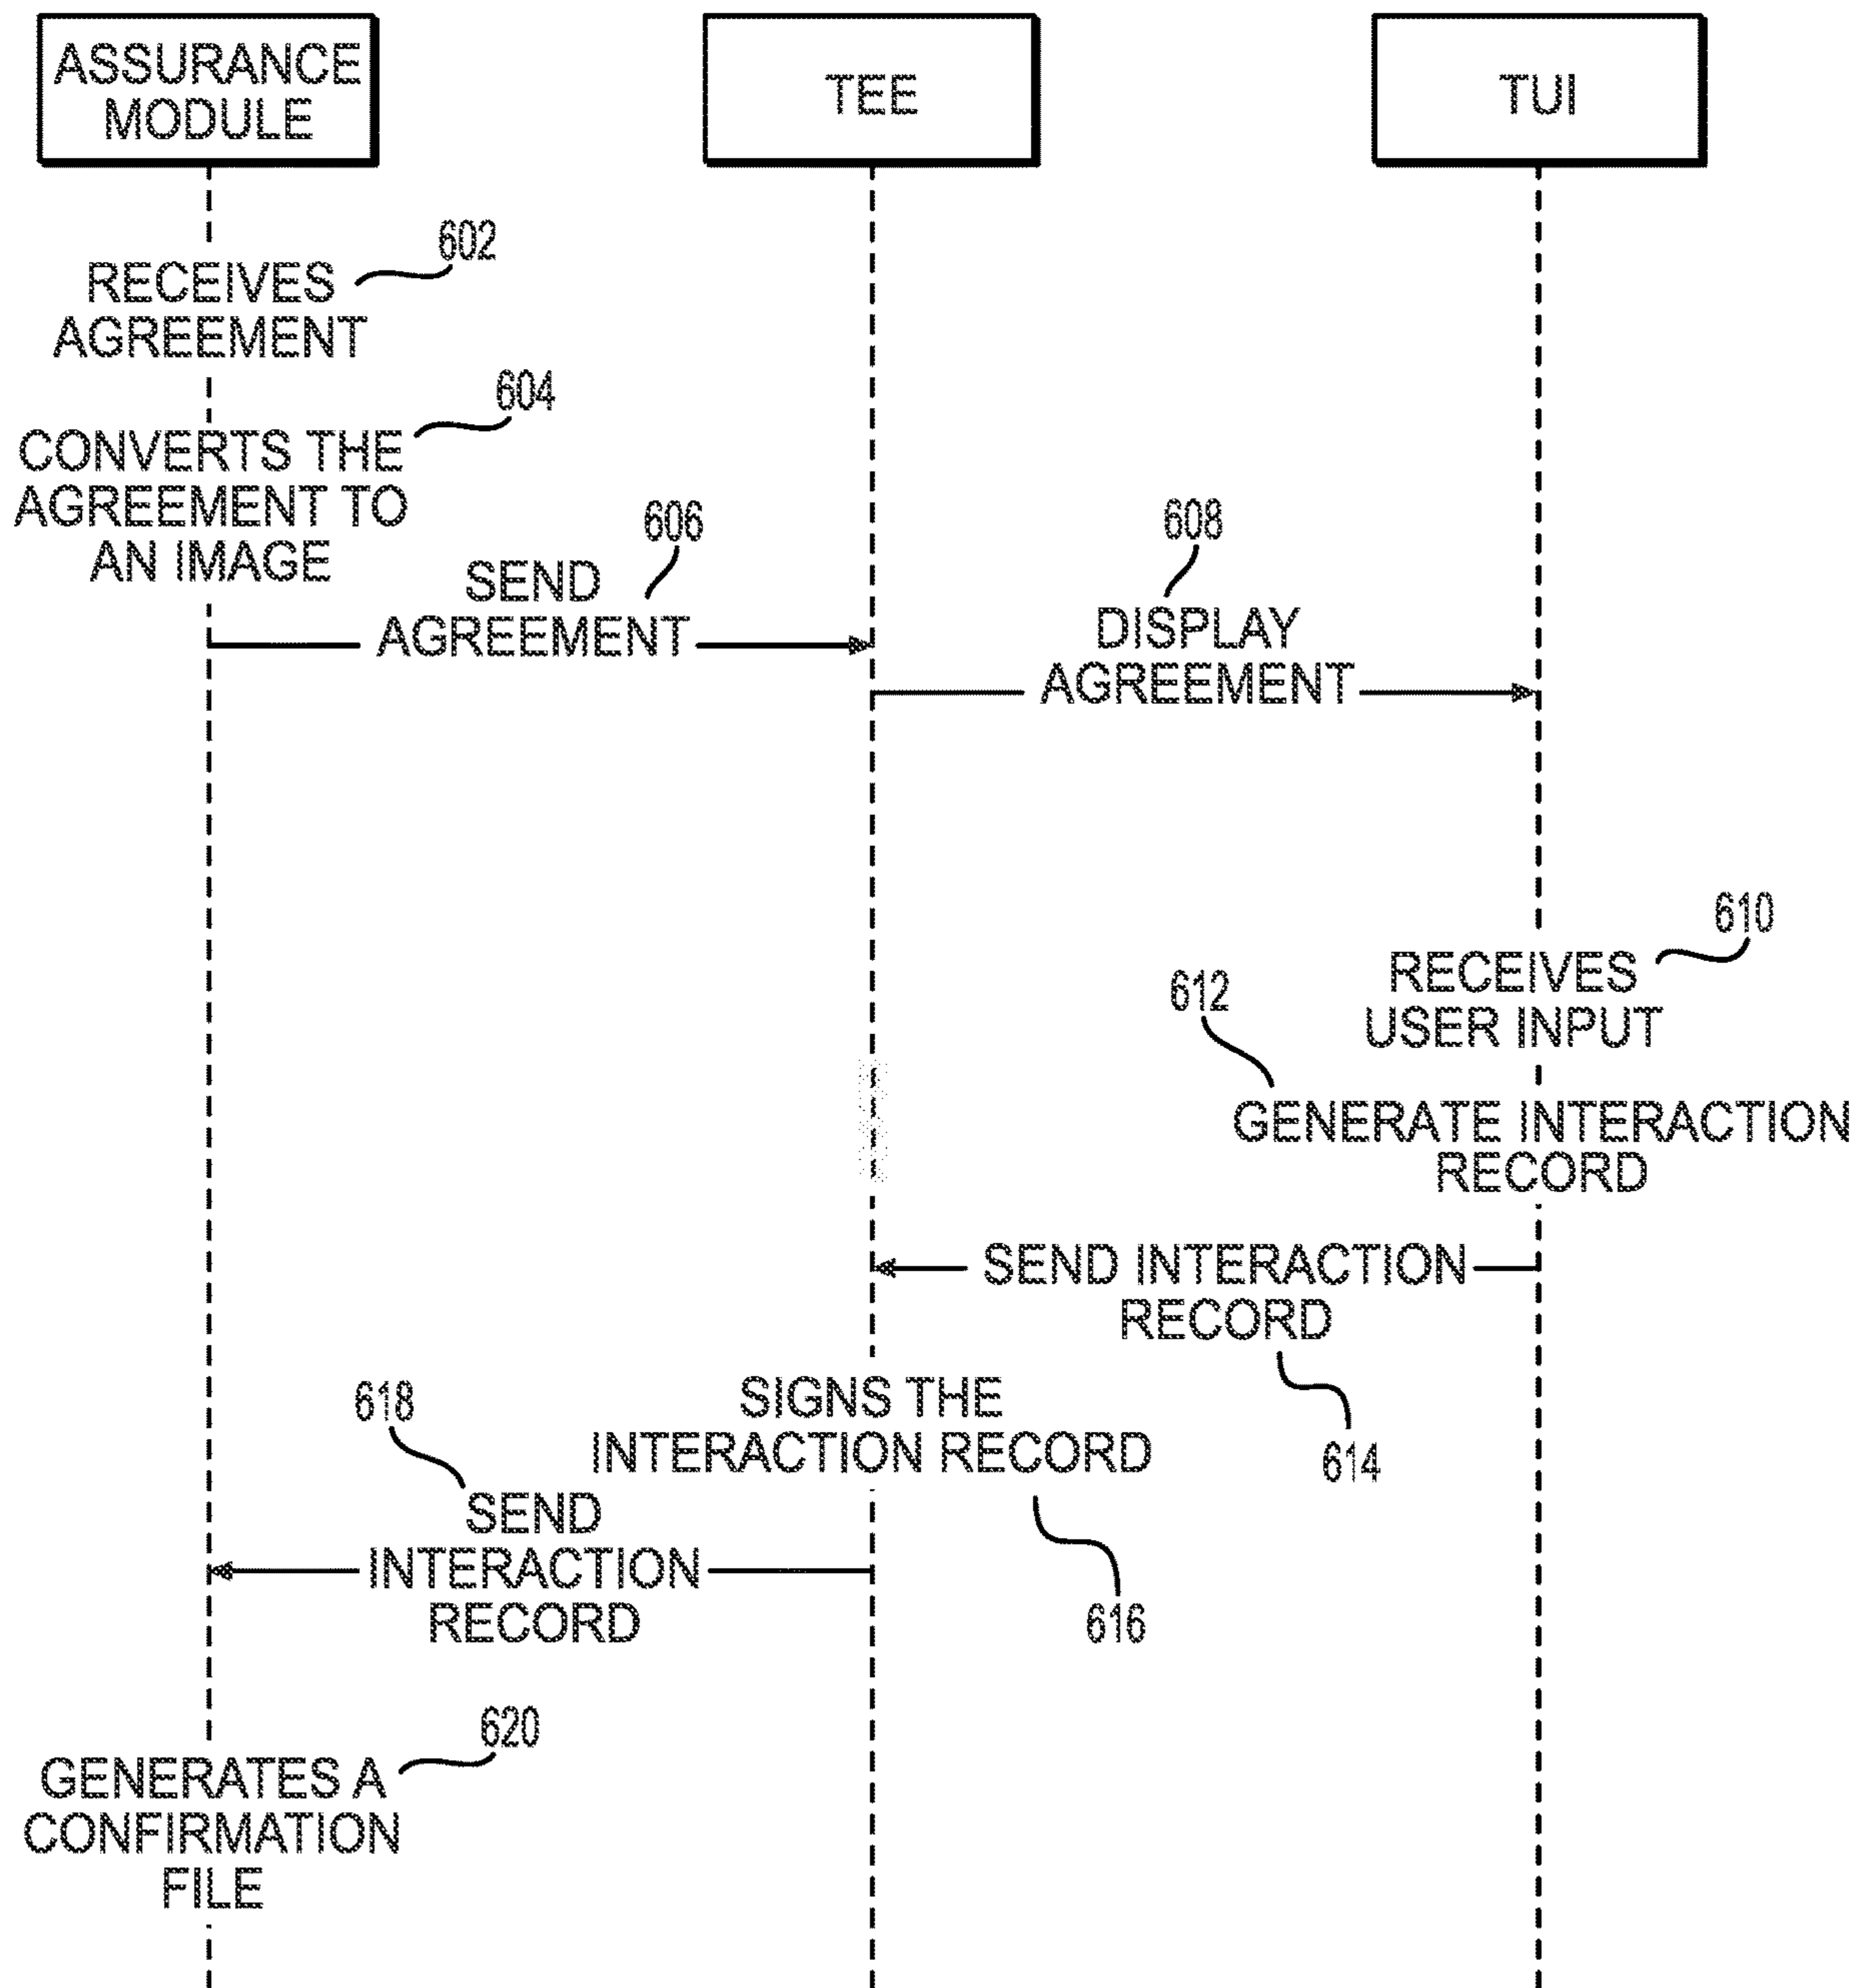 ASSURANCE
MODULE
TEE
TUI
602
RECEIVES
AGREEMENT
604
CONVERTS THE
AGREEMENT TO
AN IMAGE
606
SEND
AGREEMENT
608
DISPLAY
AGREEMENT
610
RECEIVES
USER INPUT
612
GENERATE INTERACTION
RECORD
SEND INTERACTION
RECORD
614
SIGNS THE
INTERACTION RECORD
616
618
SEND
INTERACTION
RECORD
620
GENERATES A
CONFIRMATION
FILE